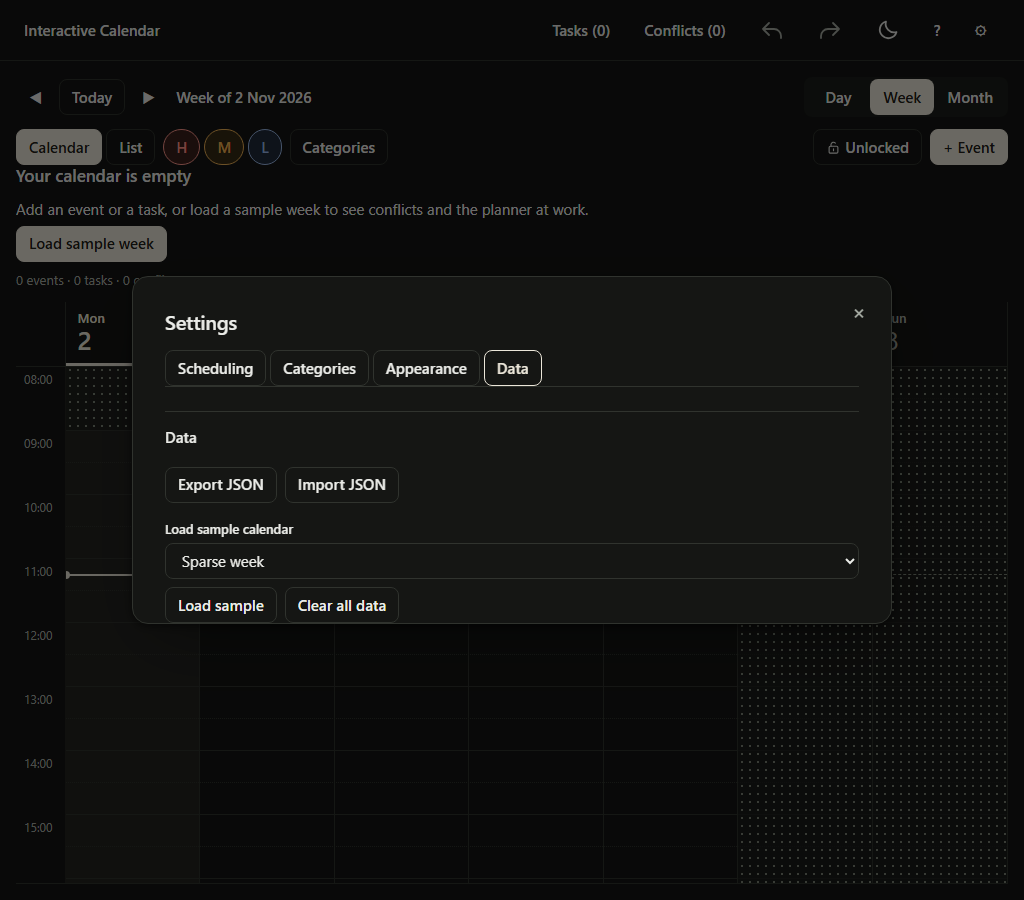 Interactive Calendar Tasks (0) Conflicts (0) ?
Today Week of 2 Nov 2026 Day Week Month
Calendar List H M L Categories Unlocked + Event
Your calendar is empty
Add an event or a task, or load a sample week to see conflicts and the planner at work.
Load sample week
0 events · 0 tasks · 0
Mon
2
Settings
Scheduling Categories Appearance Data
Data
Export JSON Import JSON
Load sample calendar
Sparse week
Load sample Clear all data
08:00
09:00
10:00
11:00
12:00
13:00
14:00
15:00